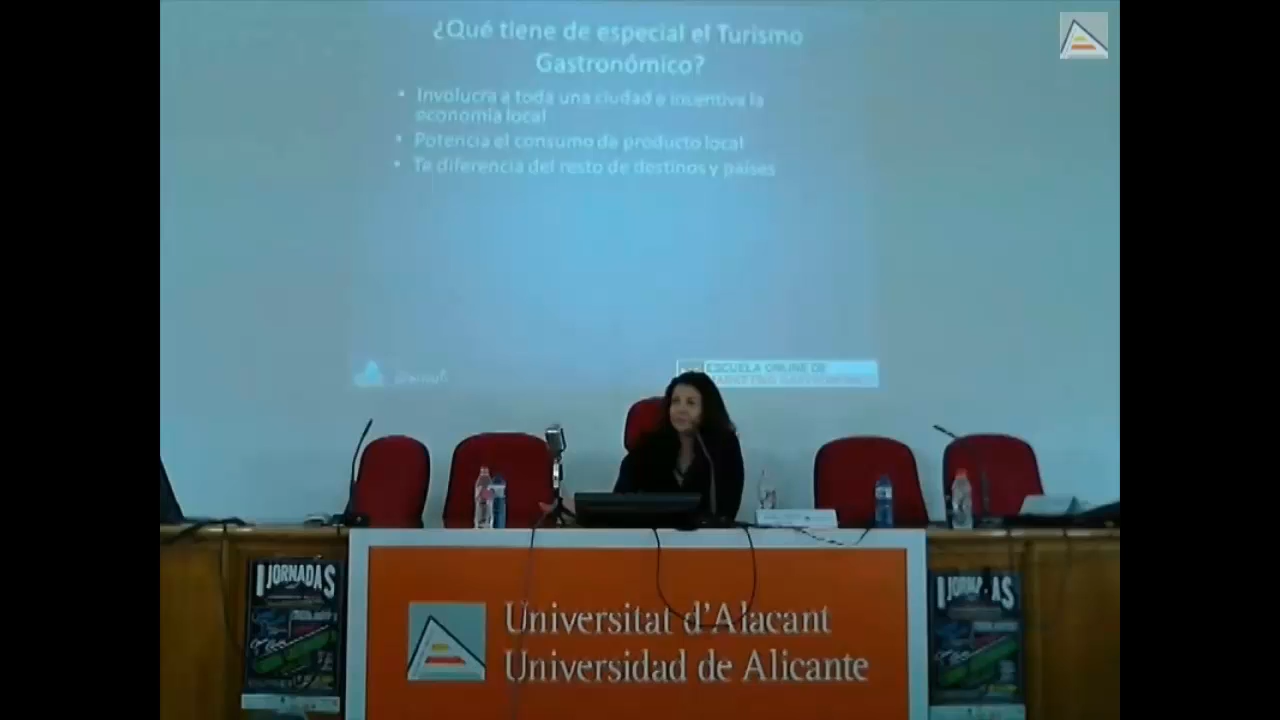 ¿Qué tiene de especial el Turismo
Gastronómico?
• Involucra a toda una ciudad e incentiva la
economía local
• Potencia el consumo de producto local
• Te diferencia del resto de destinos y países
ESCUELA ONLINE DE
MARKETING GASTRONÓMICO
I JORNADAS
I JORNADAS
Universitat d'Alacant
Universidad de Alicante